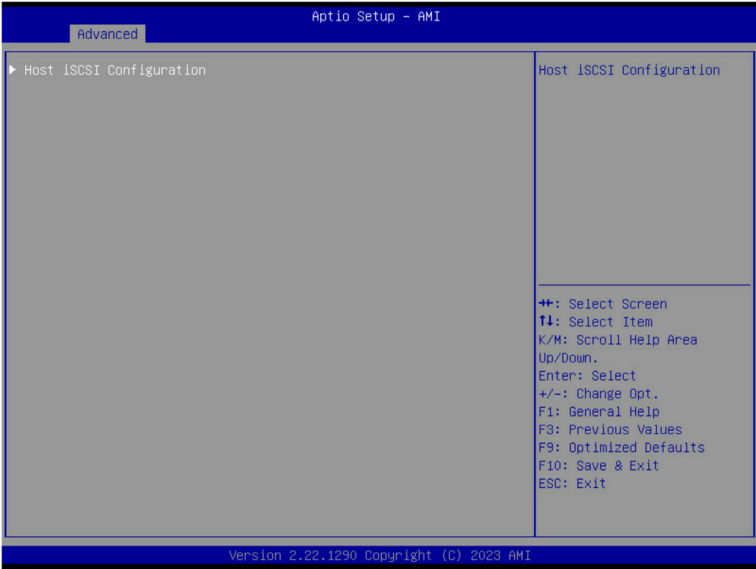 Aptio Setup – AMI
Advanced
▶ Host iSCSI Configuration
Host iSCSI Configuration
→←: Select Screen
↑↓: Select Item
K/M: Scroll Help Area
Up/Down.
Enter: Select
+/-: Change Opt.
F1: General Help
F3: Previous Values
F9: Optimized Defaults
F10: Save & Exit
ESC: Exit
Version 2.22.1290 Copyright (C) 2023 AMI